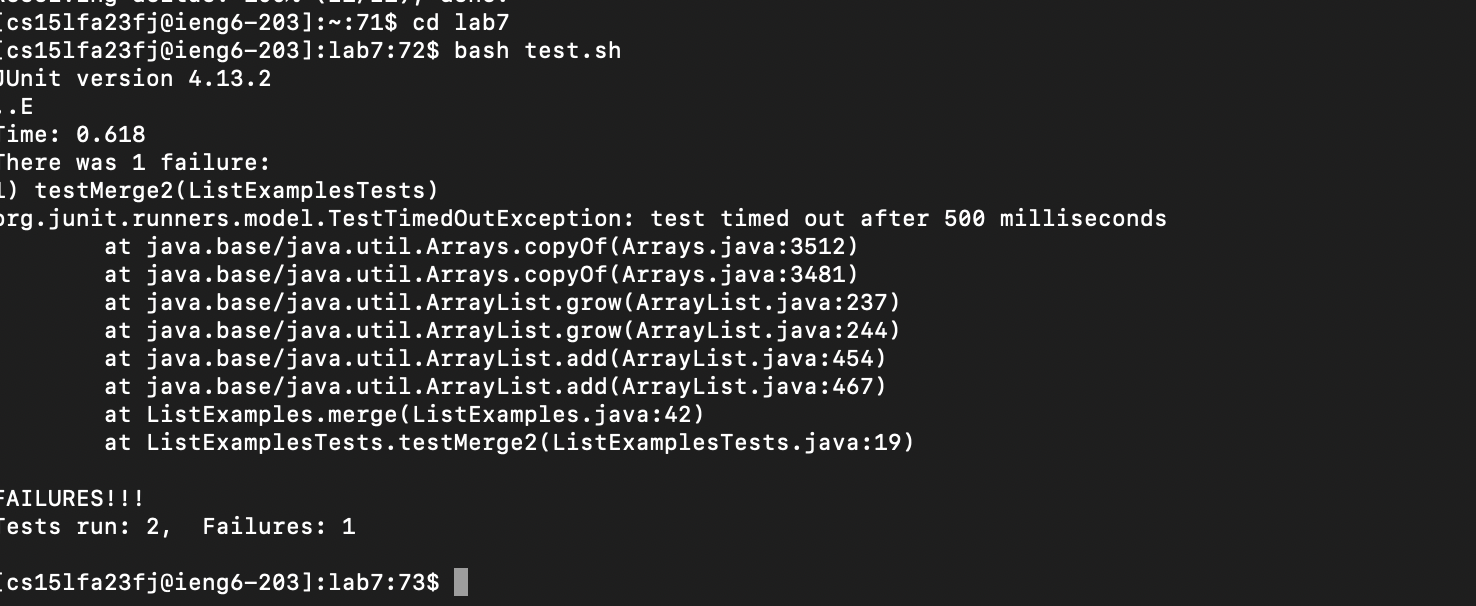 [cs15lfa23fj@ieng6-203]:~:71$ cd lab7
[cs15lfa23fj@ieng6-203]:lab7:72$ bash test.sh
JUnit version 4.13.2
..E
Time: 0.618
There was 1 failure:
1) testMerge2(ListExamplesTests)
org.junit.runners.model.TestTimedOutException: test timed out after 500 milliseconds
        at java.base/java.util.Arrays.copyOf(Arrays.java:3512)
        at java.base/java.util.Arrays.copyOf(Arrays.java:3481)
        at java.base/java.util.ArrayList.grow(ArrayList.java:237)
        at java.base/java.util.ArrayList.grow(ArrayList.java:244)
        at java.base/java.util.ArrayList.add(ArrayList.java:454)
        at java.base/java.util.ArrayList.add(ArrayList.java:467)
        at ListExamples.merge(ListExamples.java:42)
        at ListExamplesTests.testMerge2(ListExamplesTests.java:19)
FAILURES!!!
Tests run: 2,  Failures: 1
[cs15lfa23fj@ieng6-203]:lab7:73$